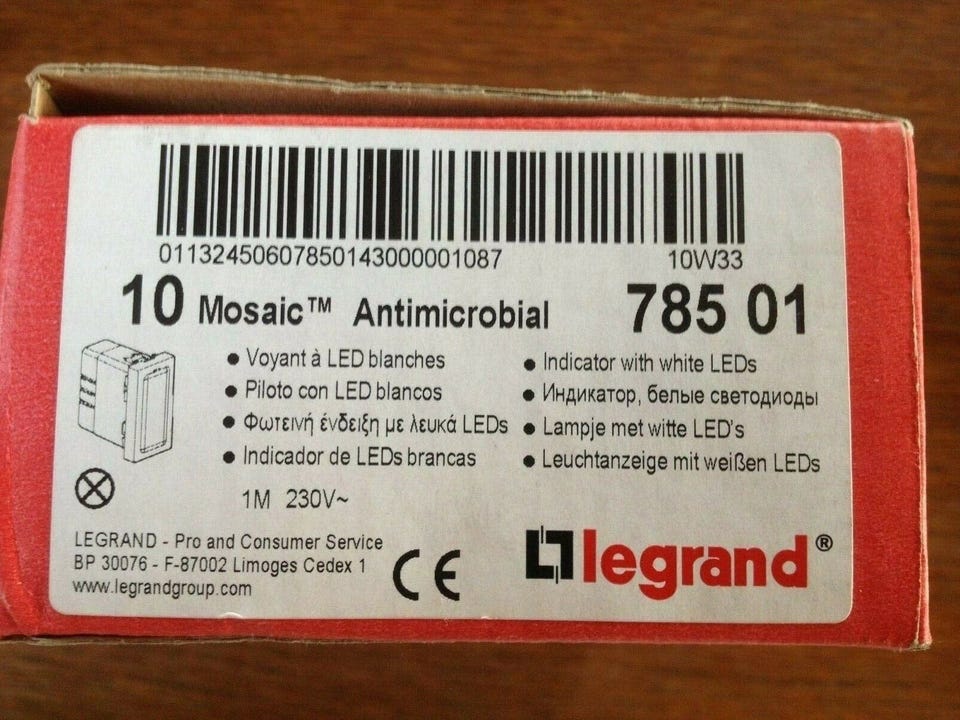 01132450607850143000001087 10W33
10 Mosaic™ Antimicrobial 785 01
• Voyant à LED blanches
• Piloto con LED blancos
• Φωτεινή ένδειξη με λευκά LEDs
• Indicador de LEDs brancas
• Indicator with white LEDs
• Индикатор, белые светодиоды
• Lampje met witte LED's
• Leuchtanzeige mit weißen LEDs
1M 230V~
LEGRAND - Pro and Consumer Service
BP 30076 - F-87002 Limoges Cedex 1
www.legrandgroup.com
CE
legrand®